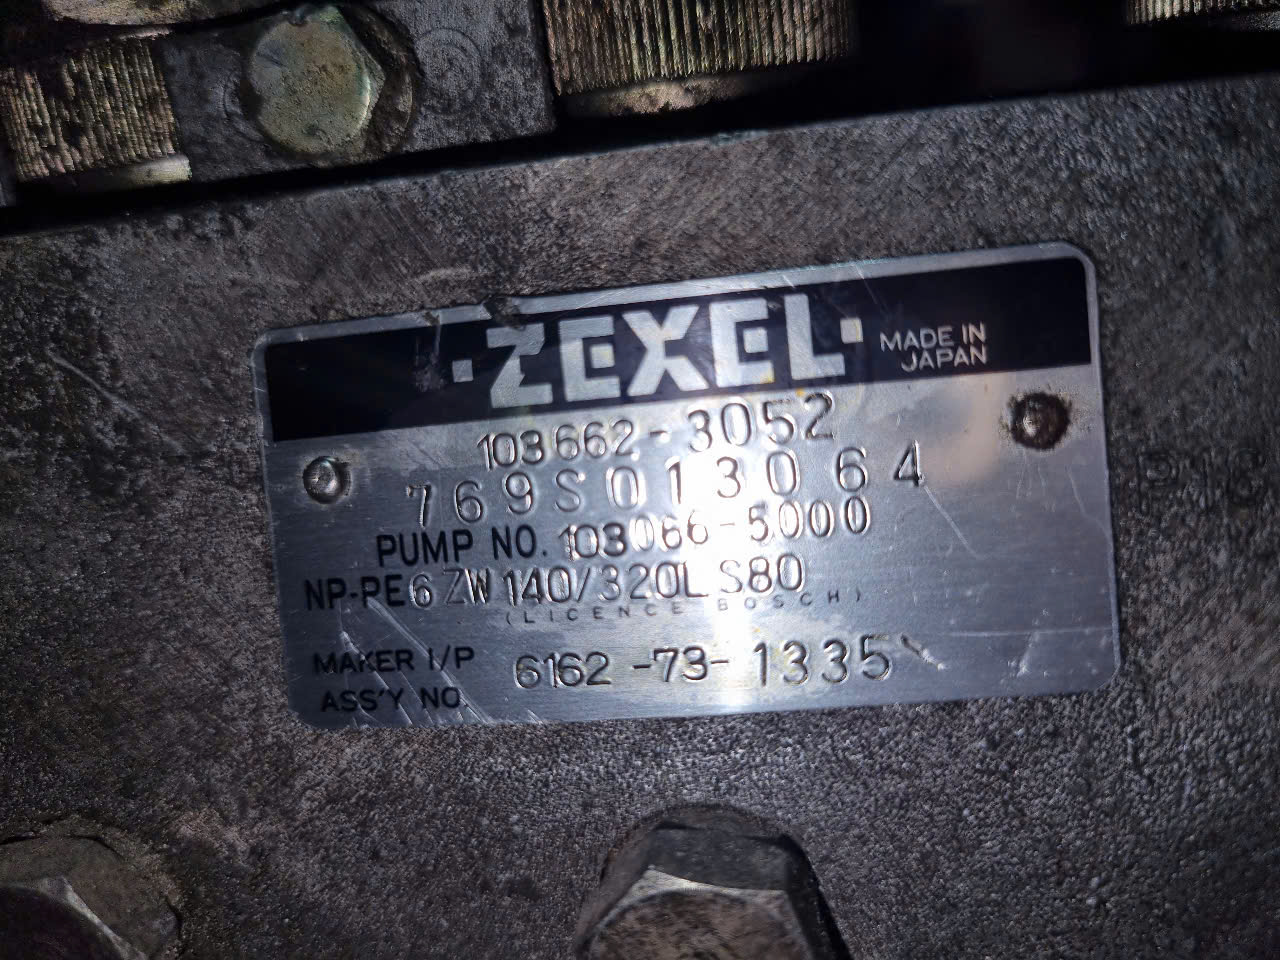 ZEXEL
MADE IN
JAPAN
103662-3052
769S013064
PUMP NO. 103066-5000
NP-PE6ZW140/320LS80
(LICENCE BOSCH)
MAKER I/P 6162-73-1335
ASS'Y NO.